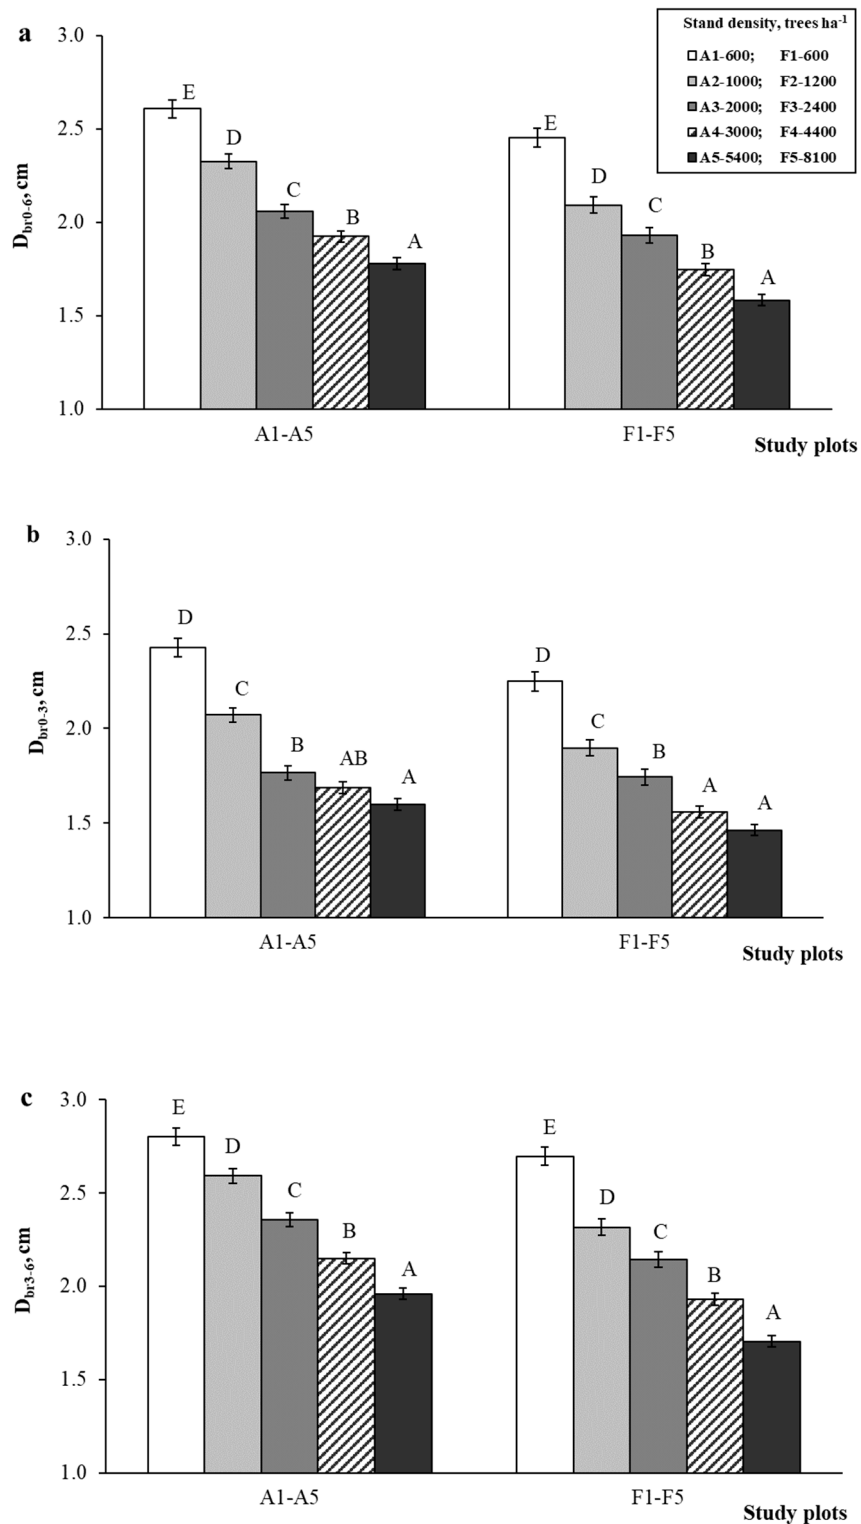 a
Stand density, trees ha-1
A1-600; F1-600
A2-1000; F2-1200
A3-2000; F3-2400
A4-3000; F4-4400
A5-5400; F5-8100
3.0
2.5
2.0
1.5
1.0
Dbr0-6, cm
E
D
C
B
A
E
D
C
B
A
A1-A5
F1-F5
Study plots
b
3.0
2.5
2.0
1.5
1.0
Dbr0-3, cm
D
C
B
AB
A
D
C
B
A
A
A1-A5
F1-F5
Study plots
c
3.0
2.5
2.0
1.5
1.0
Dbr3-6, cm
E
D
C
B
A
E
D
C
B
A
A1-A5
F1-F5
Study plots